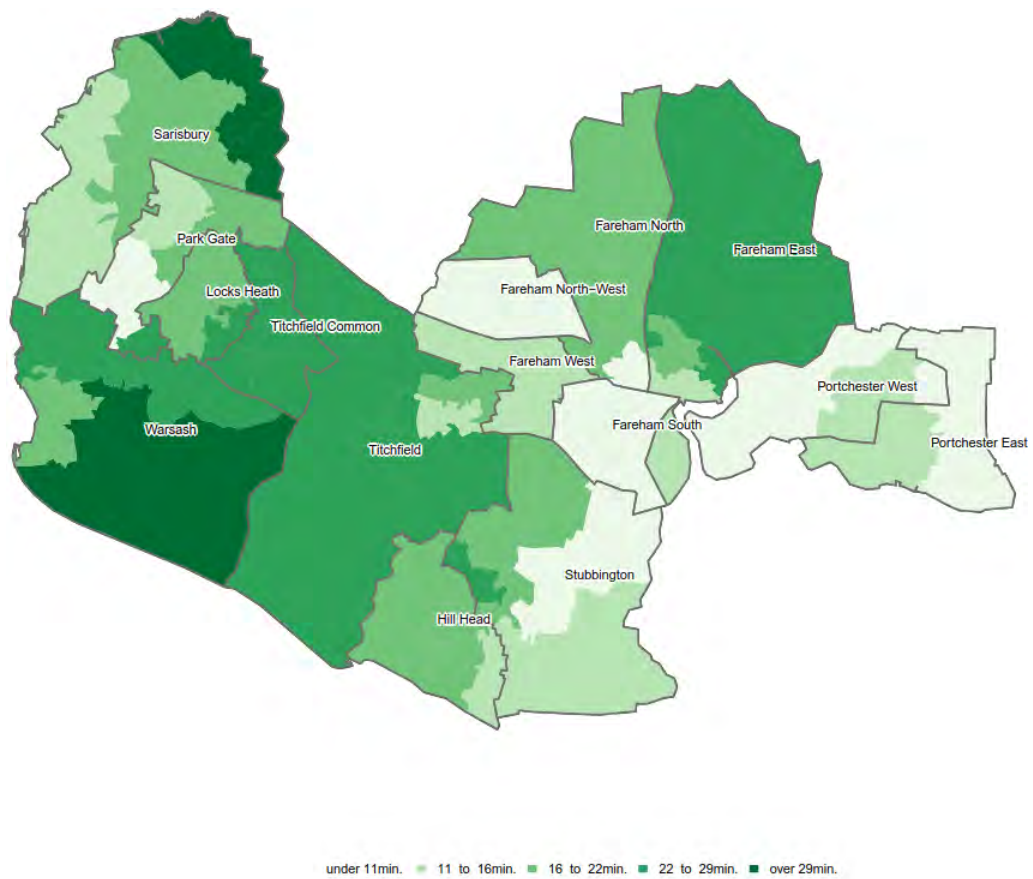 Sarisbury
Fareham North
Park Gate
Fareham East
Locks Heath
Fareham North-West
Titchfield Common
Fareham West
Portchester West
Warsash
Fareham South
Titchfield
Portchester East
Stubbington
Hill Head
under 11min. 11 to 16min. 16 to 22min. 22 to 29min. over 29min.